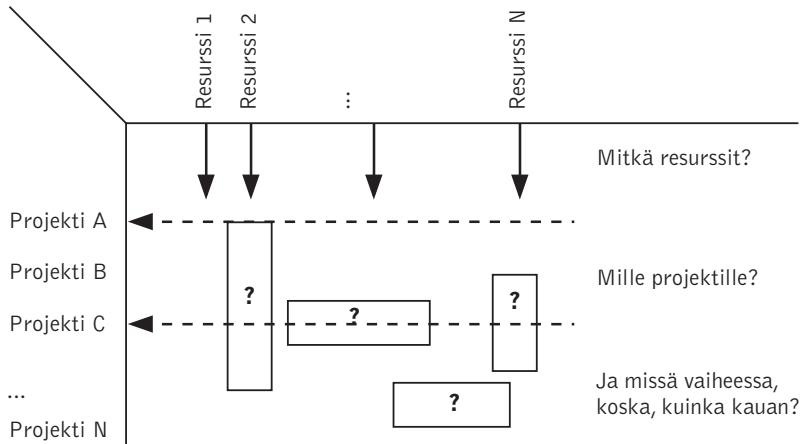 Resurssi 1
Resurssi 2
...
Resurssi N
Mitkä resurssit?
Projekti A
Projekti B
Mille projektille?
?
?
?
Projekti C
Ja missä vaiheessa,
koska, kuinka kauan?
...
?
Projekti N